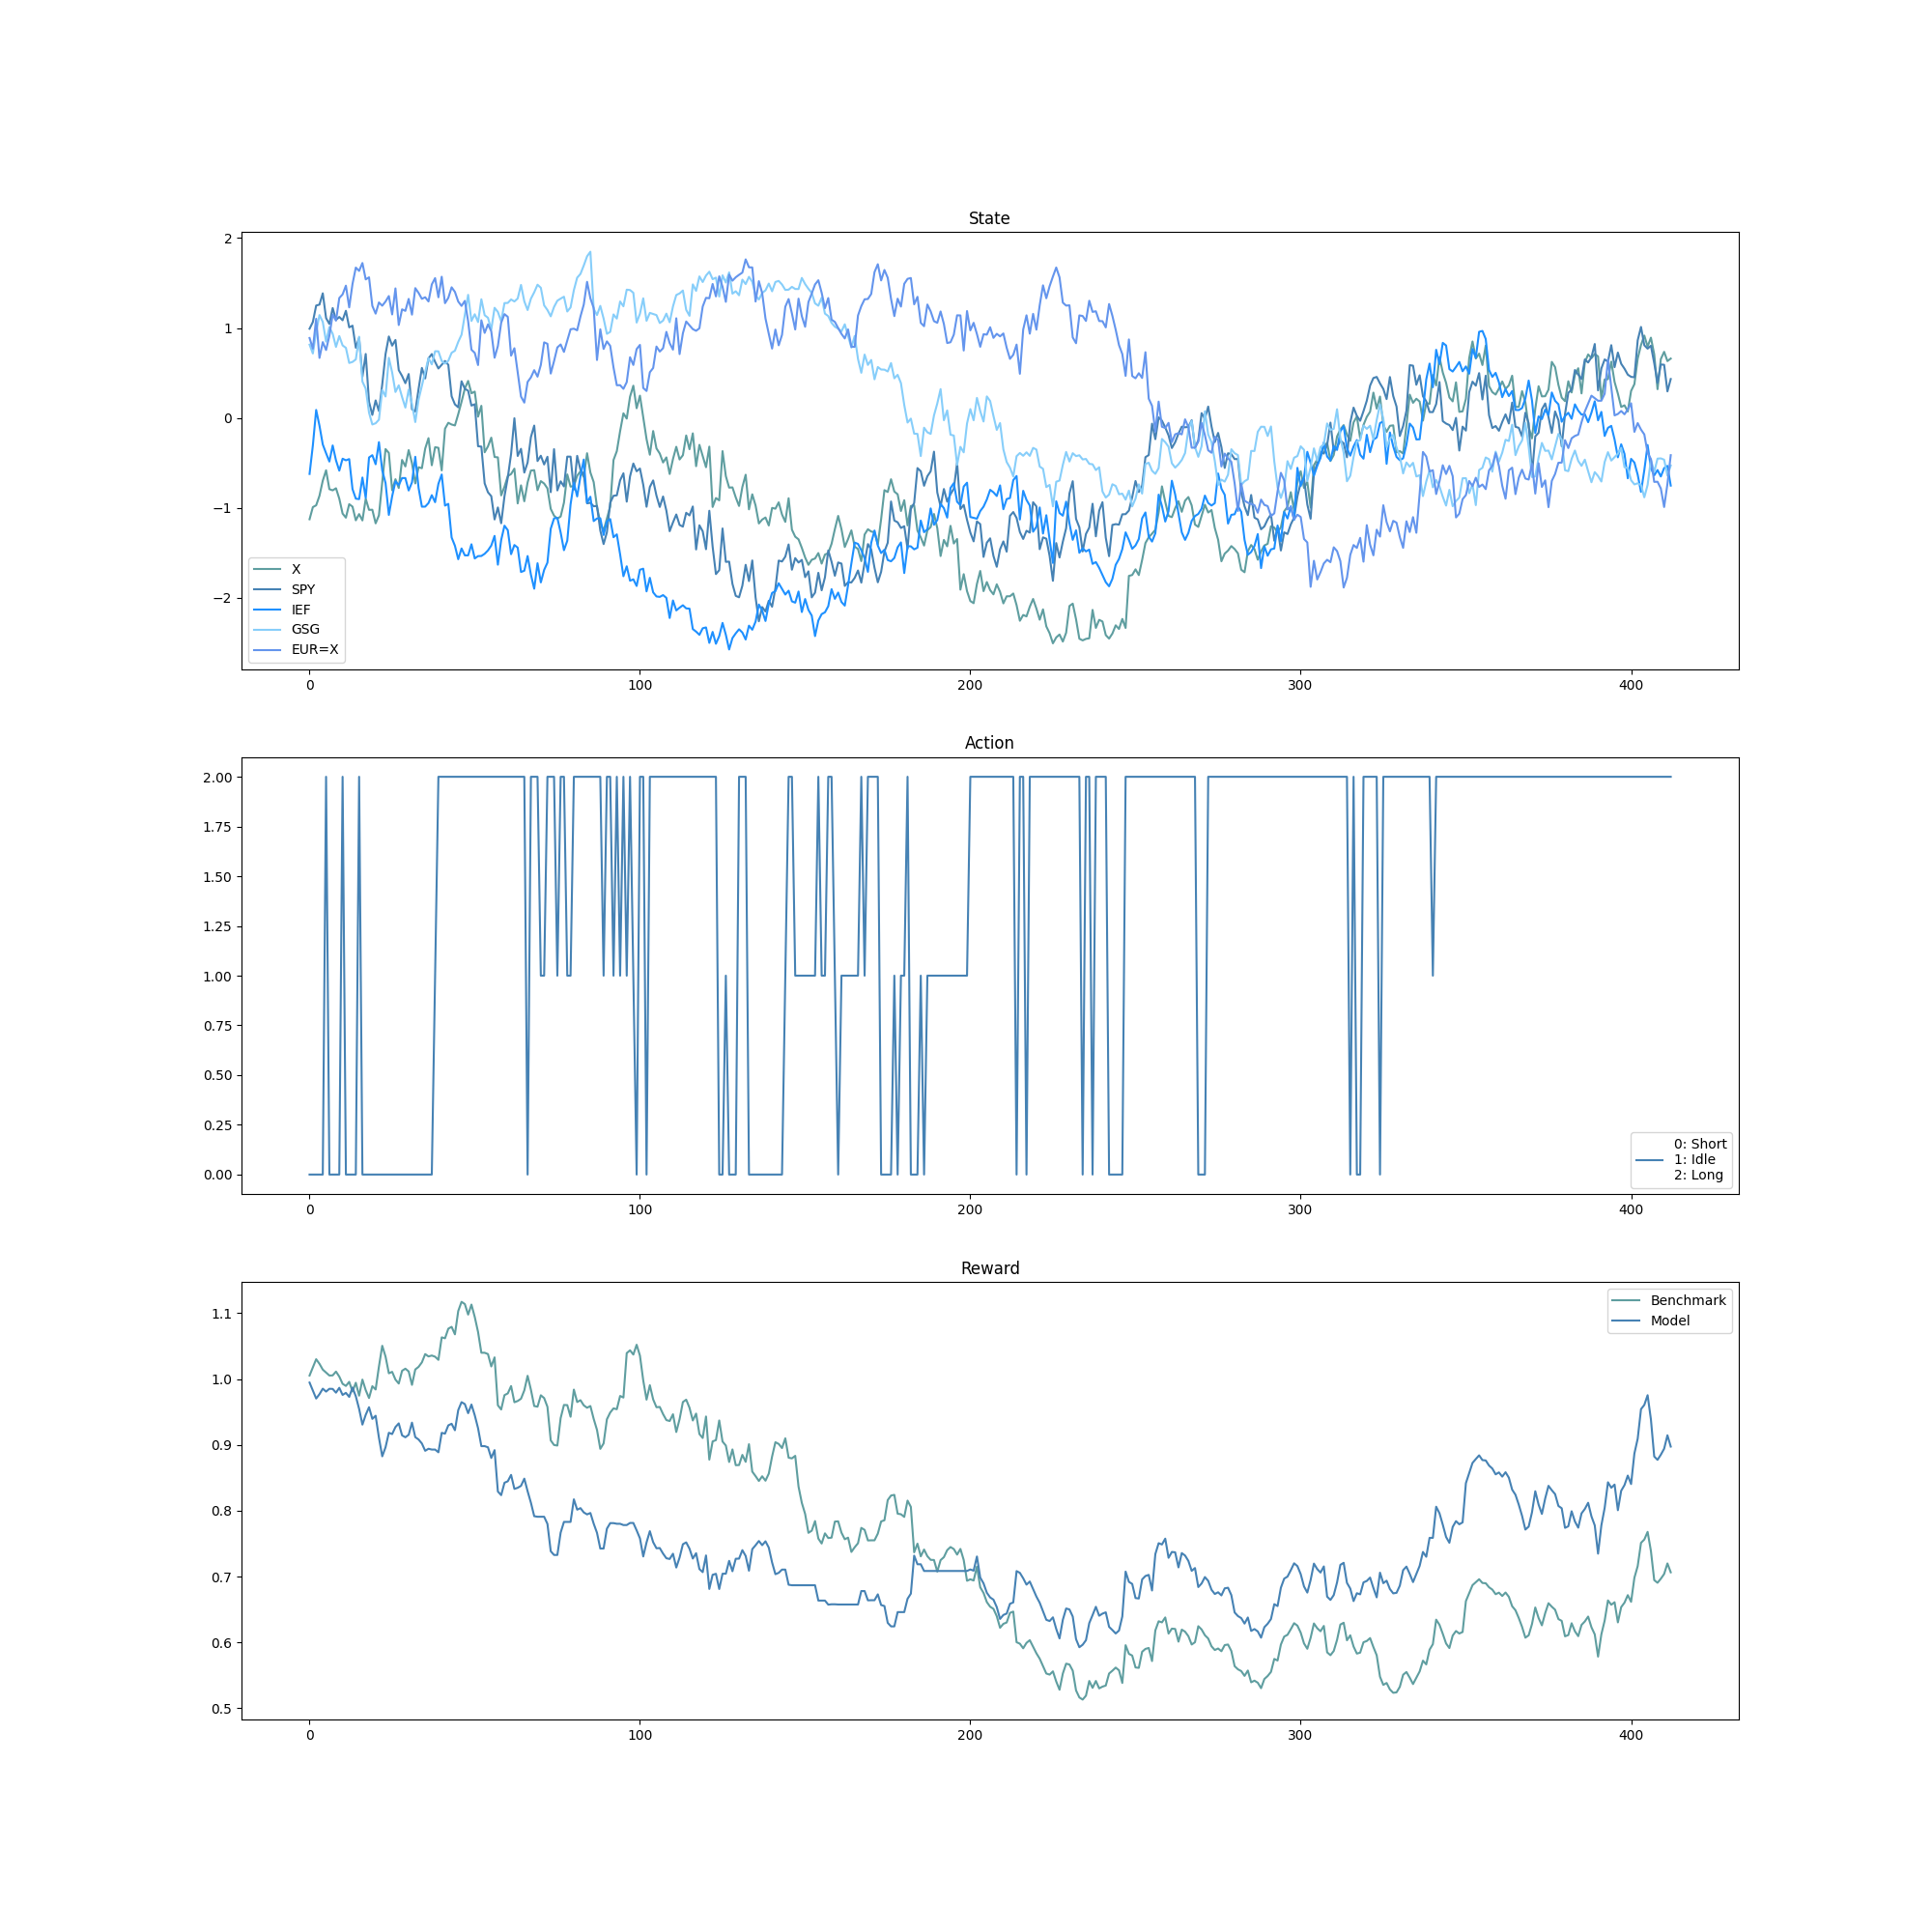 State
2
1
0
−1
−2
X
SPY
IEF
GSG
EUR=X
0 100 200 300 400
Action
2.00
1.75
1.50
1.25
1.00
0.75
0.50
0.25
0.00
0: Short
1: Idle
2: Long
0 100 200 300 400
Reward
1.1
1.0
0.9
0.8
0.7
0.6
0.5
Benchmark
Model
0 100 200 300 400